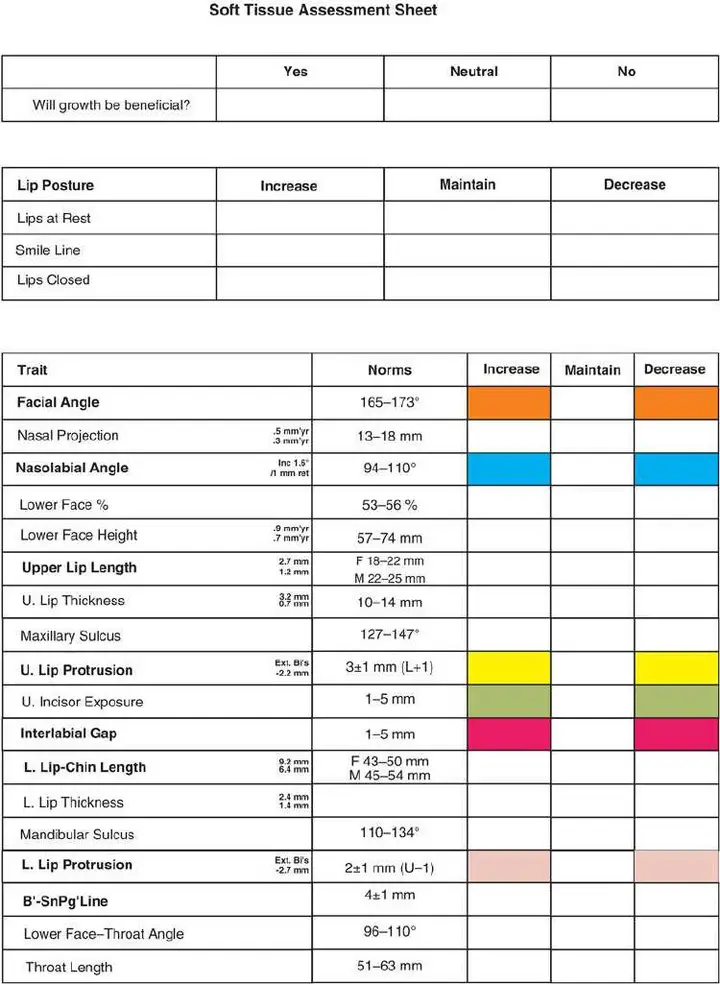 Soft Tissue Assessment Sheet
Yes Neutral No
Will growth be beneficial?
Lip Posture Increase Maintain Decrease
Lips at Rest
Smile Line
Lips Closed
Trait Norms Increase Maintain Decrease
Facial Angle 165–173°
Nasal Projection .5 mm'yr .3 mm'yr 13–18 mm
Nasolabial Angle Inc 1.6° /1 mm ret 94–110°
Lower Face % 53–56 %
Lower Face Height .9 mm'yr .7 mm'yr 57–74 mm
Upper Lip Length 2.7 mm 1.2 mm F 18–22 mm M 22–25 mm
U. Lip Thickness 3.2 mm 0.7 mm 10–14 mm
Maxillary Sulcus 127–147°
U. Lip Protrusion Ext. Bi's -2.2 mm 3±1 mm (L+1)
U. Incisor Exposure 1–5 mm
Interlabial Gap 1–5 mm
L. Lip-Chin Length 9.2 mm 6.4 mm F 43–50 mm M 45–54 mm
L. Lip Thickness 2.4 mm 1.4 mm
Mandibular Sulcus 110–134°
L. Lip Protrusion Ext. Bi's -2.7 mm 2±1 mm (U–1)
B'-SnPg'Line 4±1 mm
Lower Face–Throat Angle 96–110°
Throat Length 51–63 mm